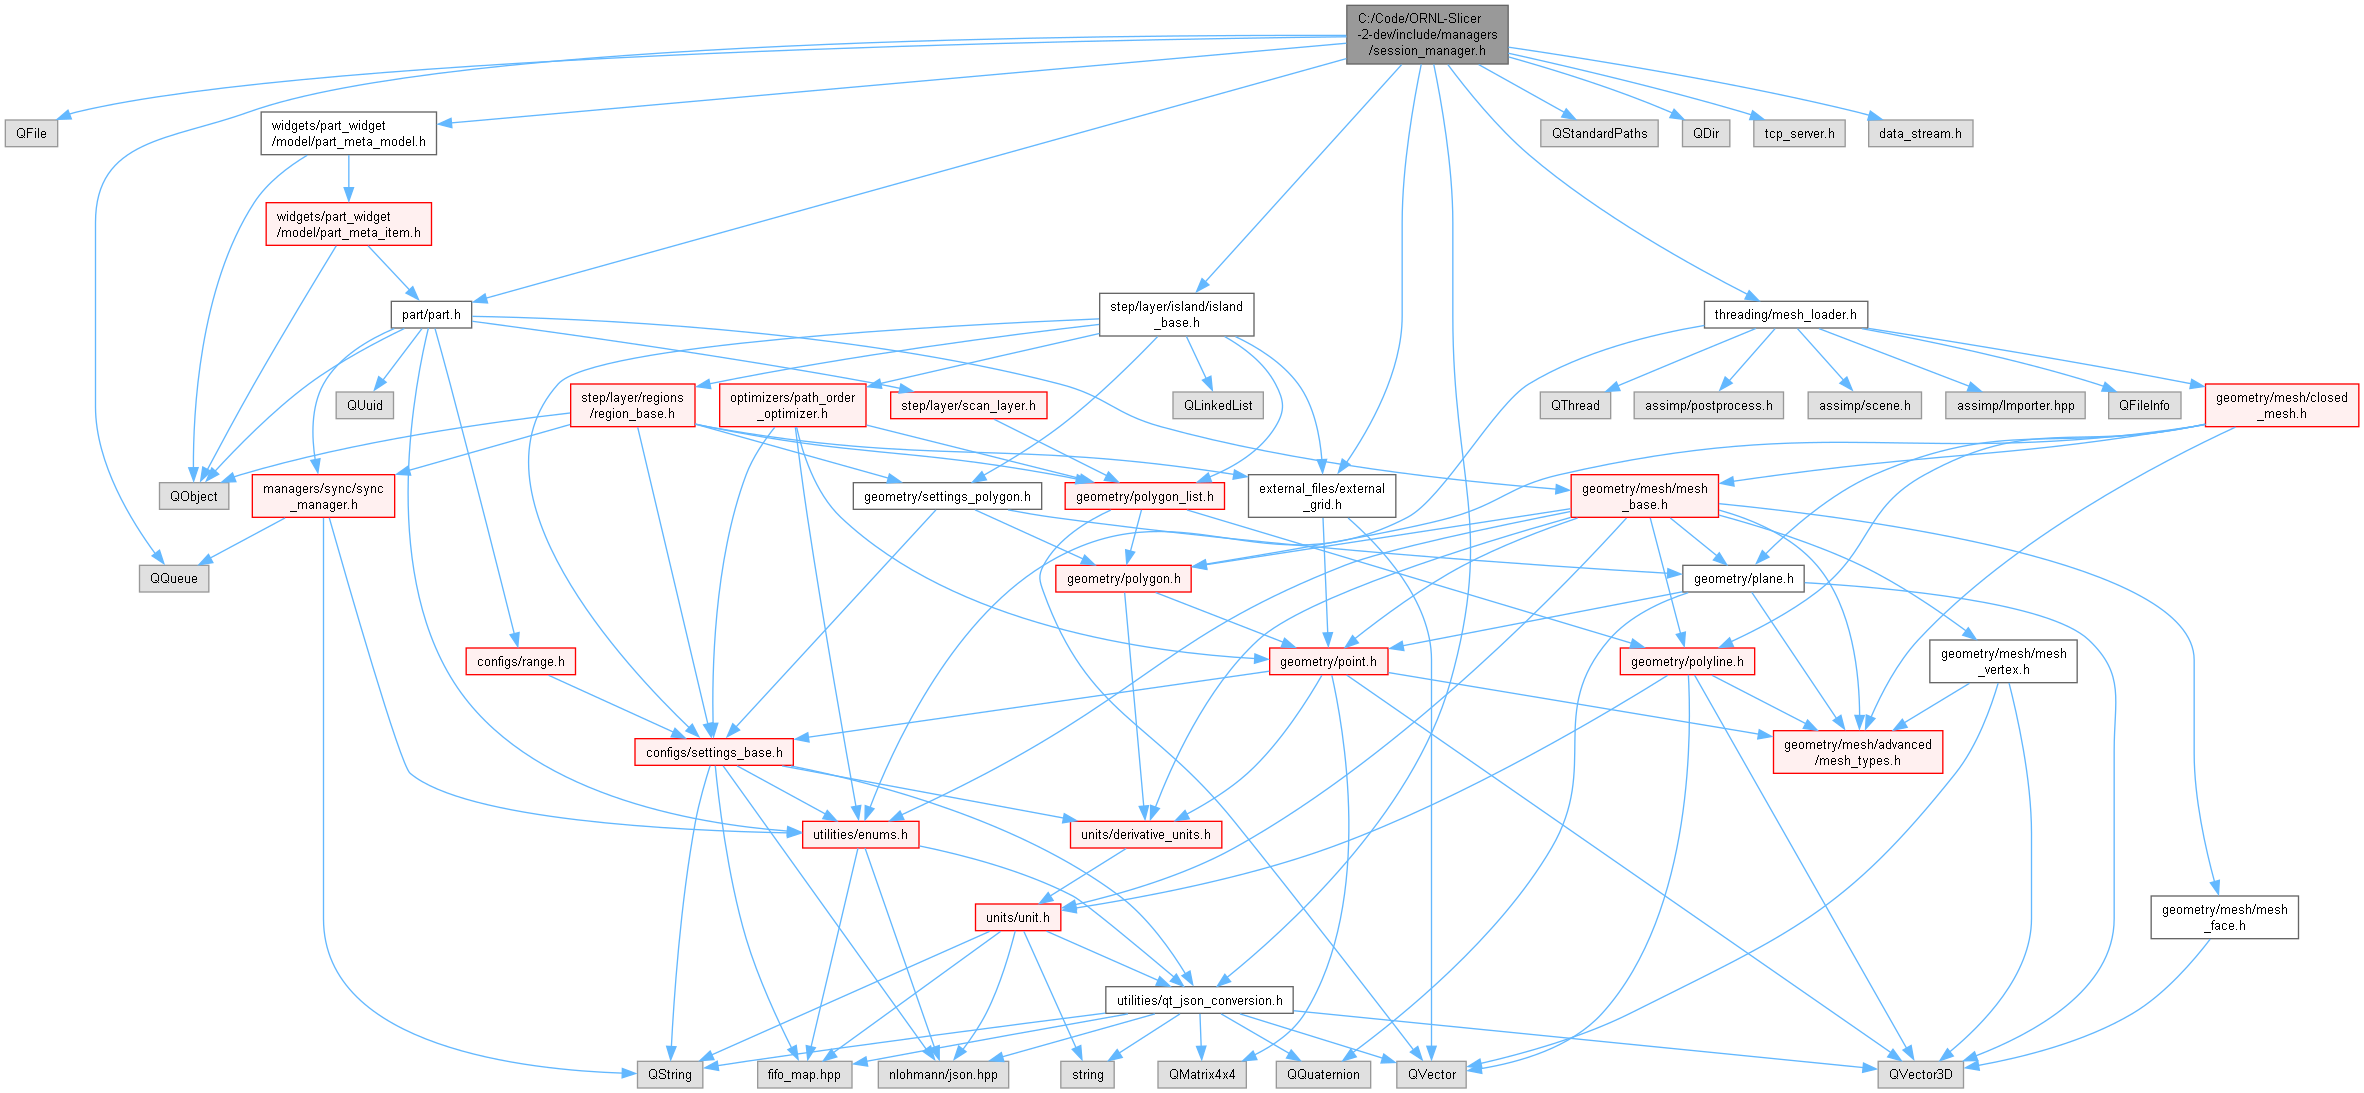 C:/Code/ORNL-Slicer
-2-dev/include/managers
/session_manager.h
QFile
widgets/part_widget
/model/part_meta_model.h
QStandardPaths
QDir
tcp_server.h
data_stream.h
widgets/part_widget
/model/part_meta_item.h
part/part.h
step/layer/island/island
_base.h
threading/mesh_loader.h
QUuid
step/layer/regions
/region_base.h
optimizers/path_order
_optimizer.h
step/layer/scan_layer.h
QLinkedList
QThread
assimp/postprocess.h
assimp/scene.h
assimp/Importer.hpp
QFileInfo
geometry/mesh/closed
_mesh.h
QObject
managers/sync/sync
_manager.h
geometry/settings_polygon.h
geometry/polygon_list.h
external_files/external
_grid.h
geometry/mesh/mesh
_base.h
QQueue
geometry/polygon.h
geometry/plane.h
configs/range.h
geometry/point.h
geometry/polyline.h
geometry/mesh/mesh
_vertex.h
configs/settings_base.h
geometry/mesh/advanced
/mesh_types.h
utilities/enums.h
units/derivative_units.h
units/unit.h
geometry/mesh/mesh
_face.h
utilities/qt_json_conversion.h
QString
fifo_map.hpp
nlohmann/json.hpp
string
QMatrix4x4
QQuaternion
QVector
QVector3D